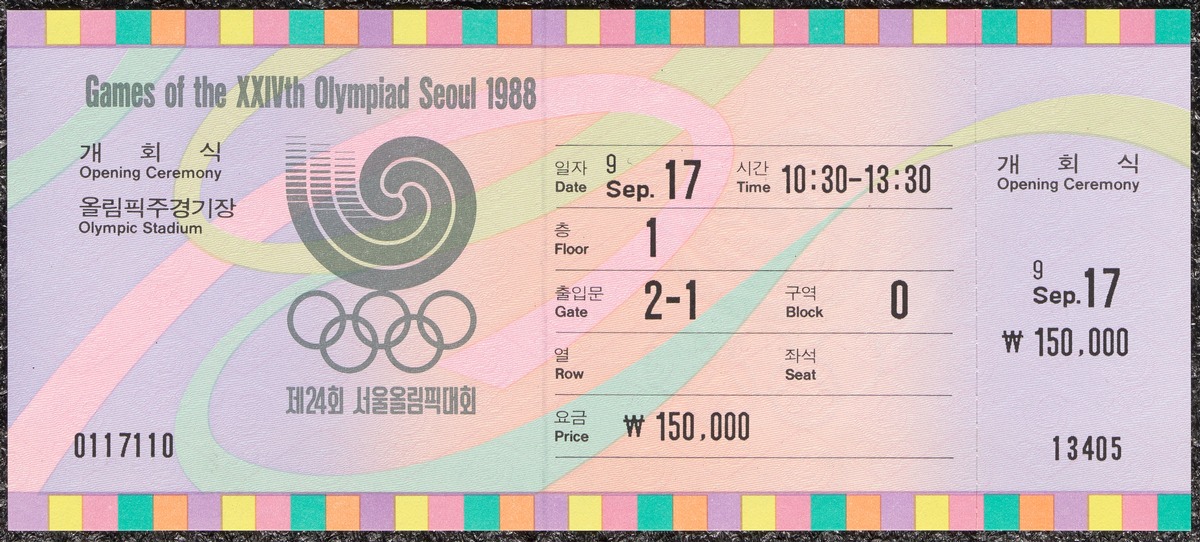 Games of the XXIVth Olympiad Seoul 1988
개 회 식
Opening Ceremony
올림픽주경기장
Olympic Stadium
제24회 서울올림픽대회
0117110
일자 9
Date Sep. 17
시간
Time 10:30-13:30
층
Floor 1
출입문
Gate 2-1
구역
Block 0
열
Row
좌석
Seat
요금
Price ₩ 150,000
개 회 식
Opening Ceremony
9
Sep. 17
₩ 150,000
13405